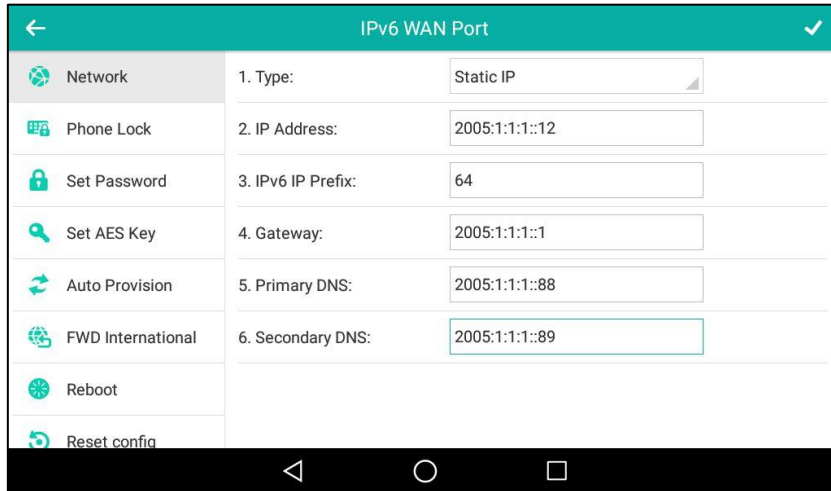 IPv6 WAN Port
Network
1. Type:
Static IP
Phone Lock
2. IP Address:
2005:1:1:1::12
Set Password
3. IPv6 IP Prefix:
64
Set AES Key
4. Gateway:
2005:1:1:1::1
Auto Provision
5. Primary DNS:
2005:1:1:1::88
FWD International
6. Secondary DNS:
2005:1:1:1::89
Reboot
Reset config